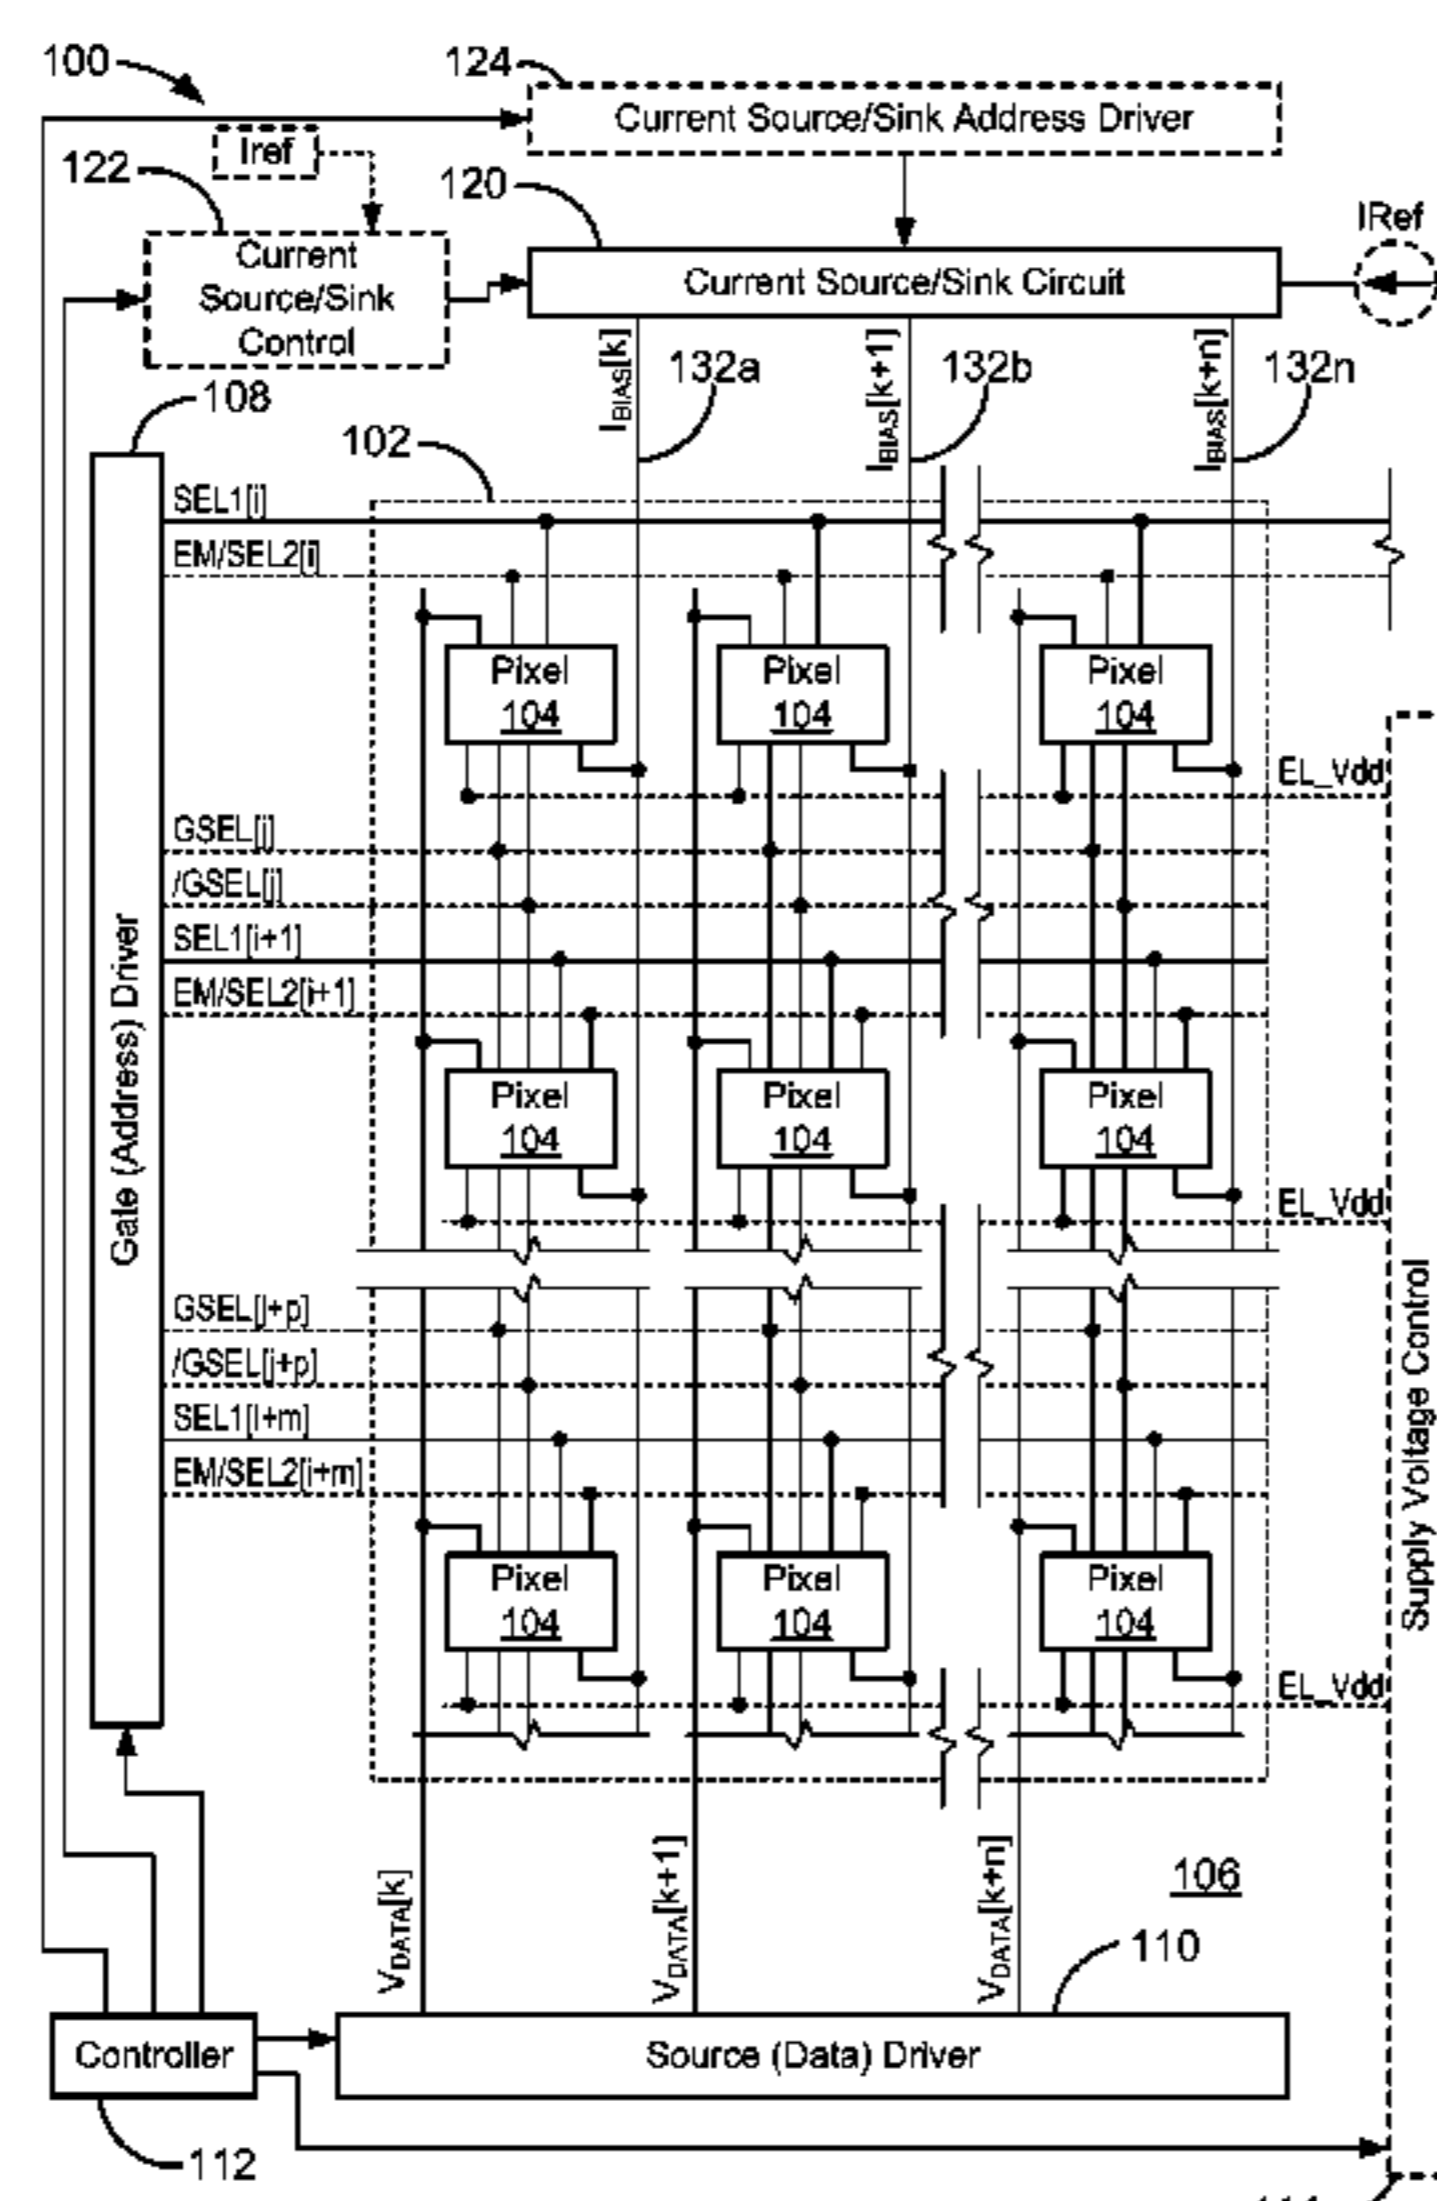 100
124
Current Source/Sink Address Driver
Iref
122
120
IRef
Current
Source/Sink
Control
Current Source/Sink Circuit
IBIAS[k]
132a
IBIAS[k+1]
132b
IBIAS[k+n]
132n
108
102
SEL1[i]
EM/SEL2[i]
Pixel
104
Pixel
104
Pixel
104
EL_Vdd
GSEL[j]
/GSEL[j]
SEL1[i+1]
EM/SEL2[i+1]
Gate (Address) Driver
Pixel
104
Pixel
104
Pixel
104
EL_Vdd
GSEL[j+p]
/GSEL[j+p]
SEL1[i+m]
EM/SEL2[i+m]
Supply Voltage Control
Pixel
104
Pixel
104
Pixel
104
EL_Vdd
VDATA[k]
VDATA[k+1]
VDATA[k+n]
106
110
Controller
Source (Data) Driver
112